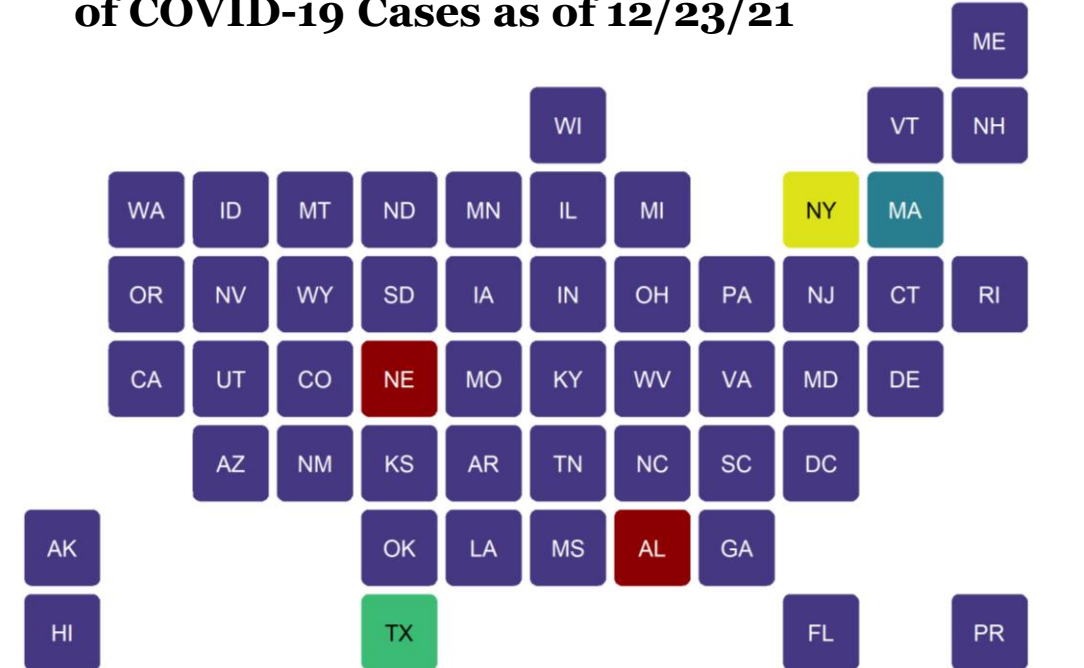 of COVID-19 Cases as of 12/23/21
ME
WI VT NH
WA ID MT ND MN IL MI NY MA
OR NV WY SD IA IN OH PA NJ CT RI
CA UT CO NE MO KY WV VA MD DE
AZ NM KS AR TN NC SC DC
AK OK LA MS AL GA
HI TX FL PR